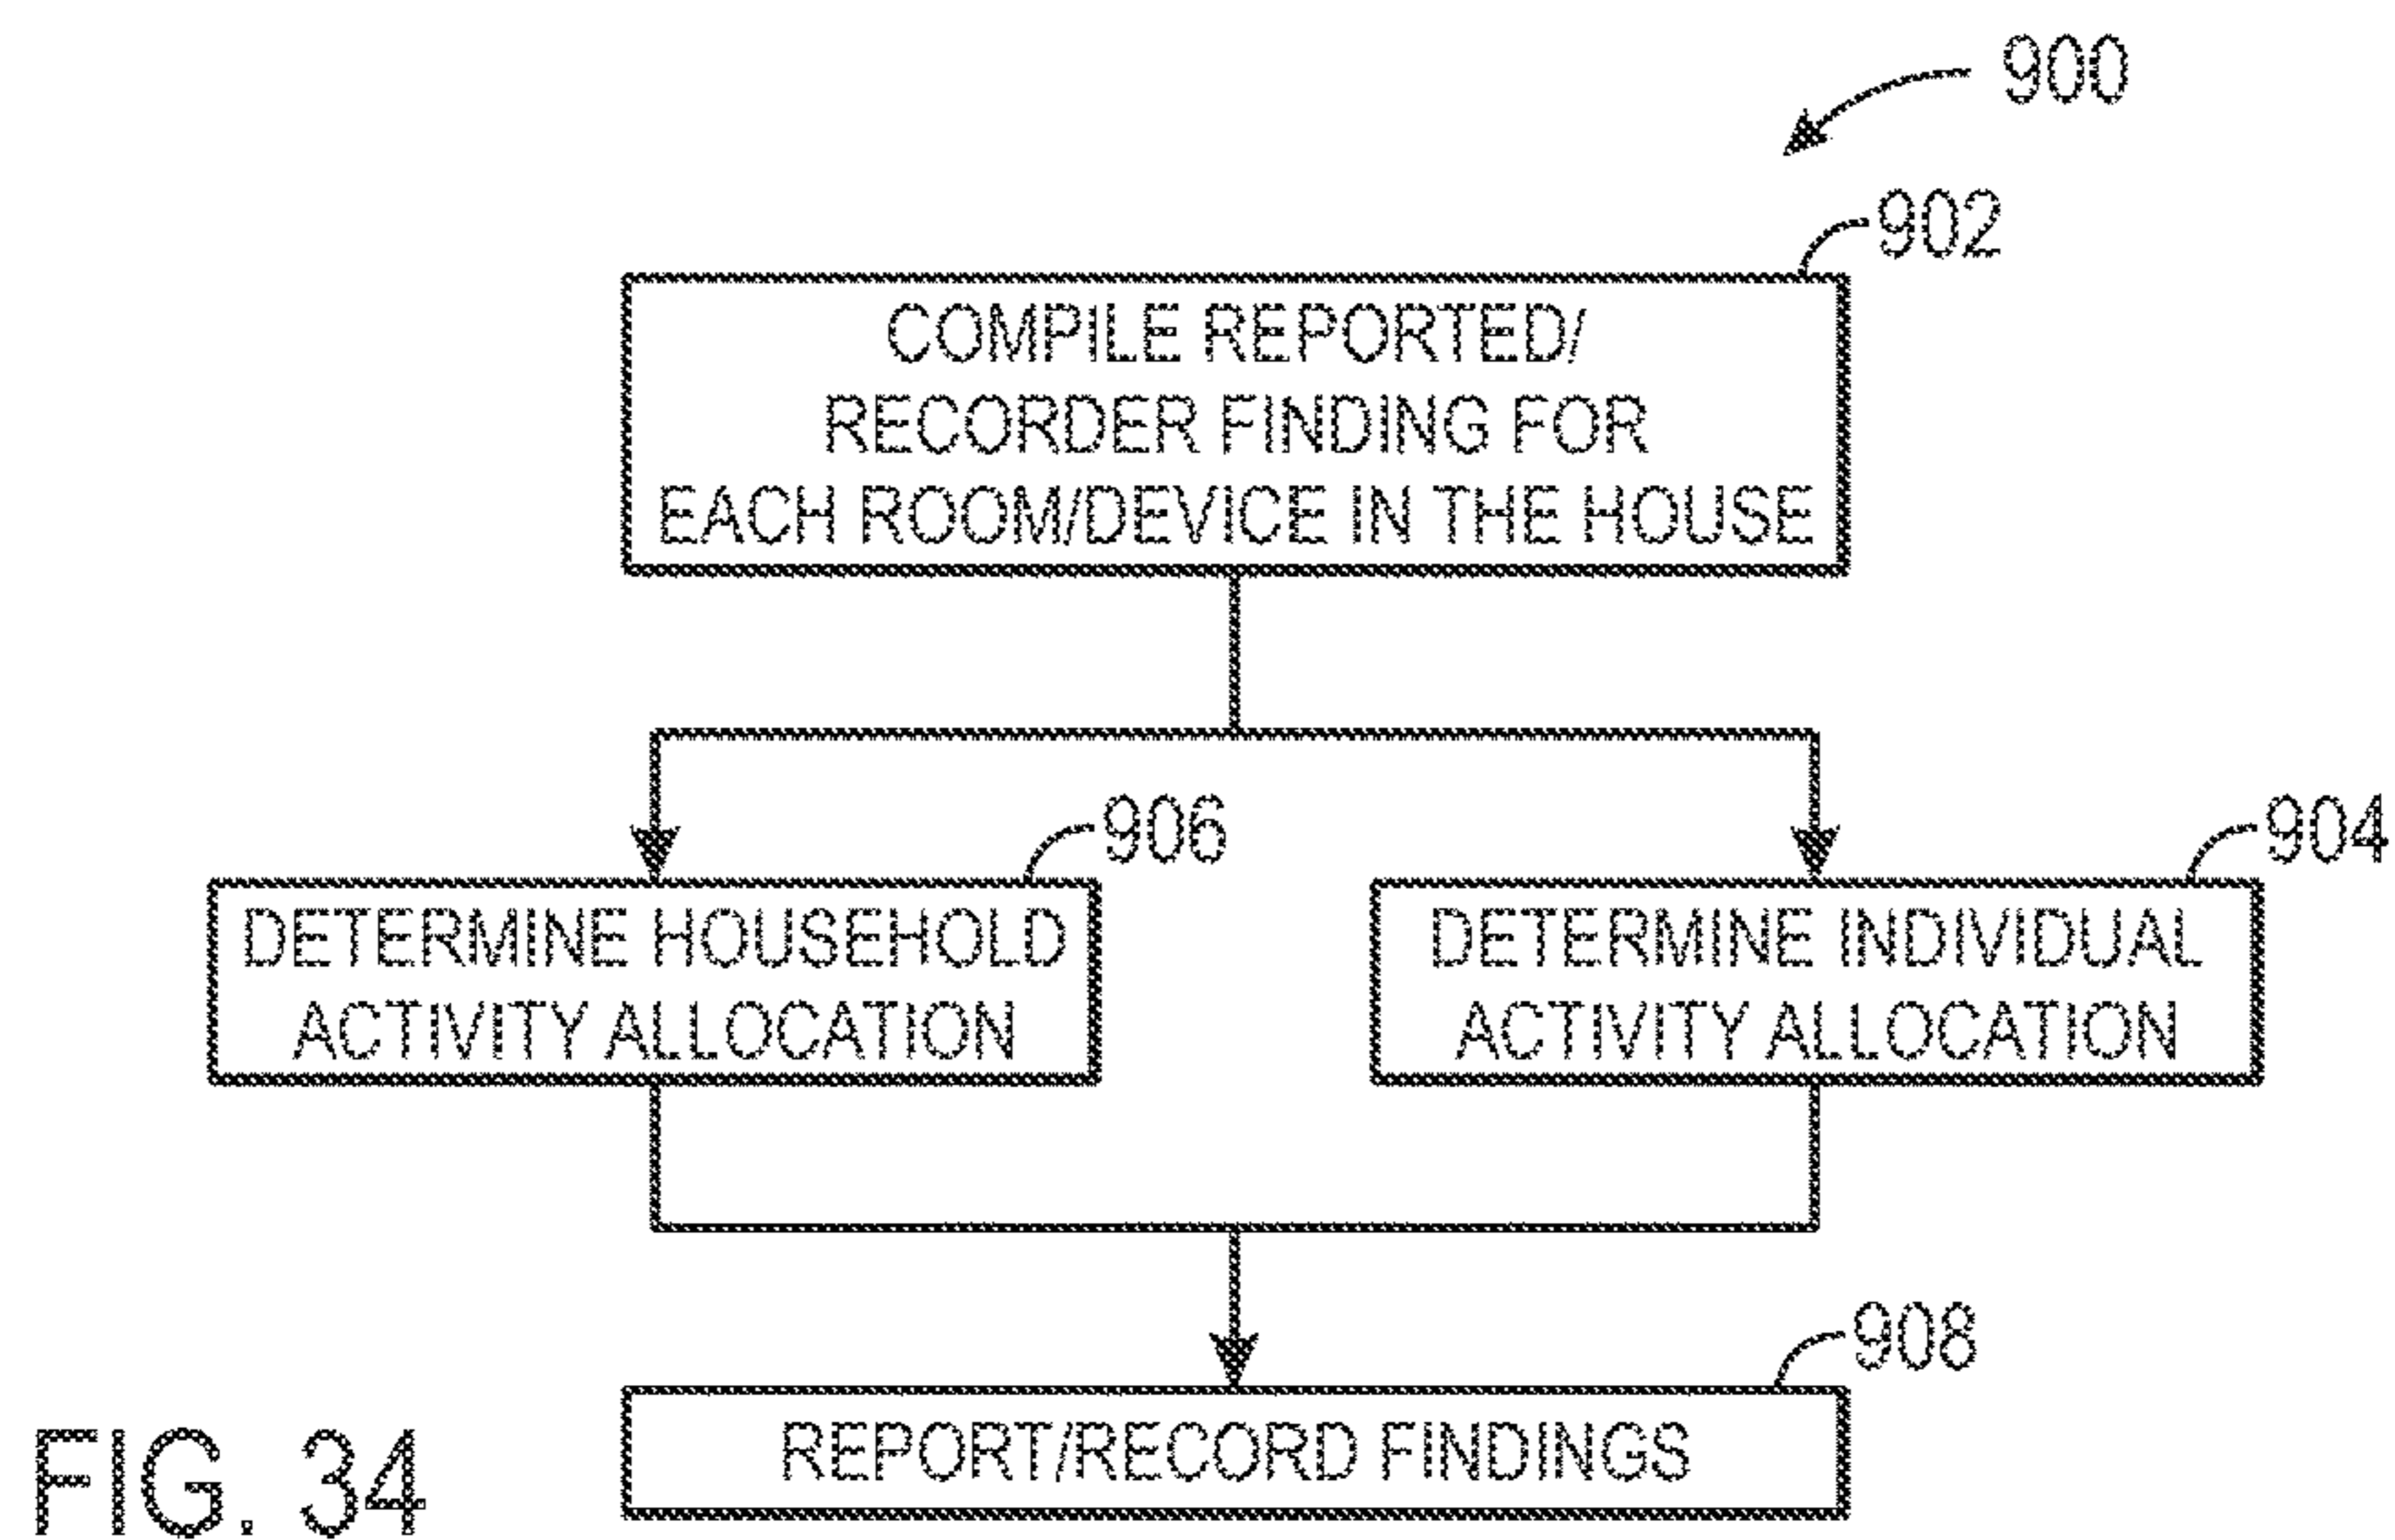 900
902
COMPILE REPORTED/
RECORDER FINDING FOR
EACH ROOM/DEVICE IN THE HOUSE
906
DETERMINE HOUSEHOLD
ACTIVITY ALLOCATION
904
DETERMINE INDIVIDUAL
ACTIVITY ALLOCATION
908
REPORT/RECORD FINDINGS
FIG. 34